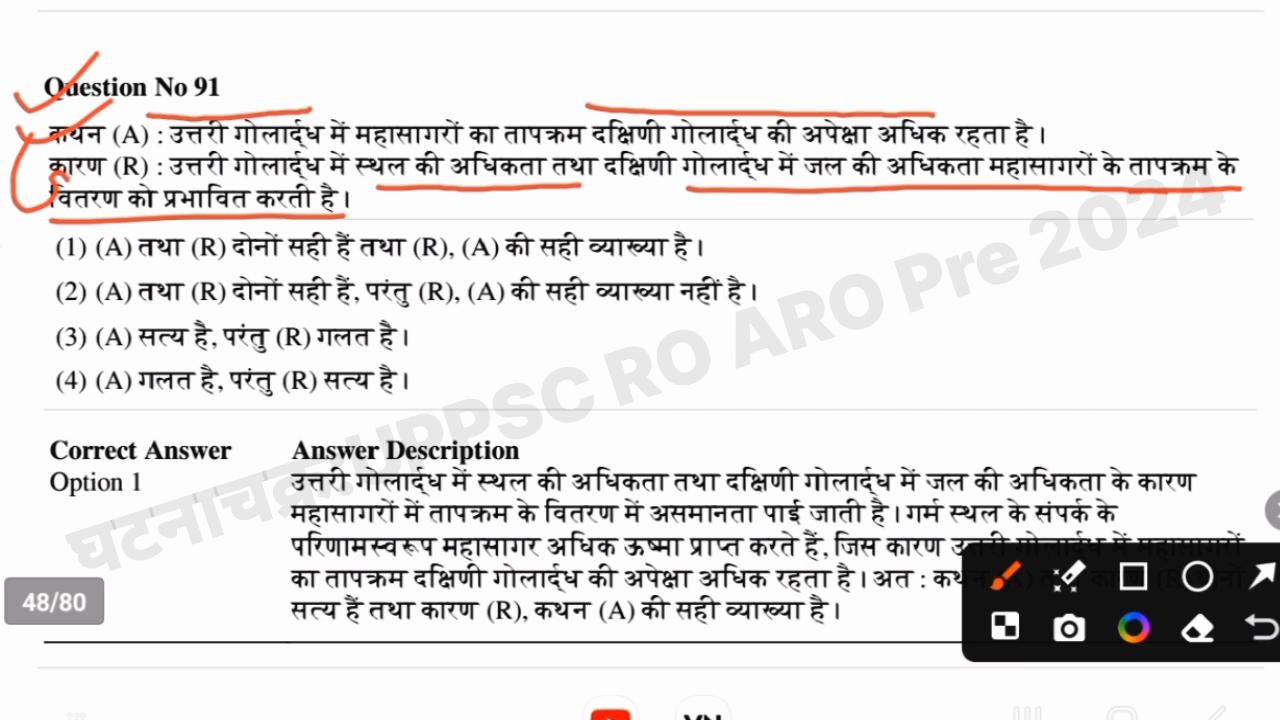 Question No 91
कथन (A) : उत्तरी गोलार्द्ध में महासागरों का तापक्रम दक्षिणी गोलार्द्ध की अपेक्षा अधिक रहता है।
कारण (R) : उत्तरी गोलार्द्ध में स्थल की अधिकता तथा दक्षिणी गोलार्द्ध में जल की अधिकता महासागरों के तापक्रम के
वितरण को प्रभावित करती है।
(1) (A) तथा (R) दोनों सही हैं तथा (R), (A) की सही व्याख्या है।
(2) (A) तथा (R) दोनों सही हैं, परंतु (R), (A) की सही व्याख्या नहीं है।
(3) (A) सत्य है, परंतु (R) गलत है।
(4) (A) गलत है, परंतु (R) सत्य है।
घटनाचक्र UPPSC RO ARO Pre 2024
Correct Answer Answer Description
Option 1 उत्तरी गोलार्द्ध में स्थल की अधिकता तथा दक्षिणी गोलार्द्ध में जल की अधिकता के कारण
महासागरों में तापक्रम के वितरण में असमानता पाई जाती है। गर्म स्थल के संपर्क के
परिणामस्वरूप महासागर अधिक ऊष्मा प्राप्त करते हैं, जिस कारण उत्तरी गोलार्द्ध में महासागरों
का तापक्रम दक्षिणी गोलार्द्ध की अपेक्षा अधिक रहता है। अत : कथन
सत्य हैं तथा कारण (R), कथन (A) की सही व्याख्या है।
48/80